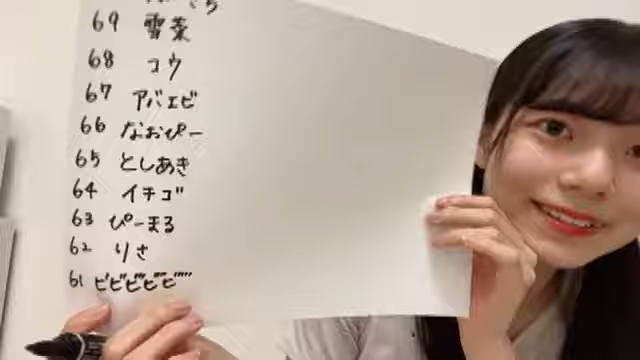 69 雪菜
68 コウ
67 アバエビ
66 なおぴー
65 としあき
64 イチゴ
63 ぴーまる
62 りさ
61 ビビビビビ